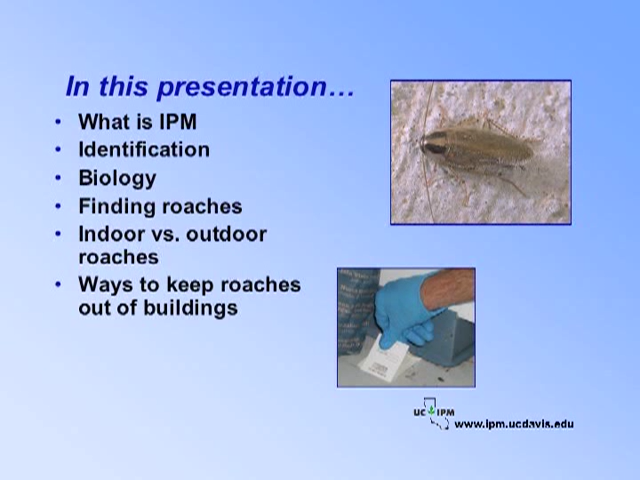 In this presentation…
• What is IPM
• Identification
• Biology
• Finding roaches
• Indoor vs. outdoor
roaches
• Ways to keep roaches
out of buildings
UC IPM
www.ipm.ucdavis.edu